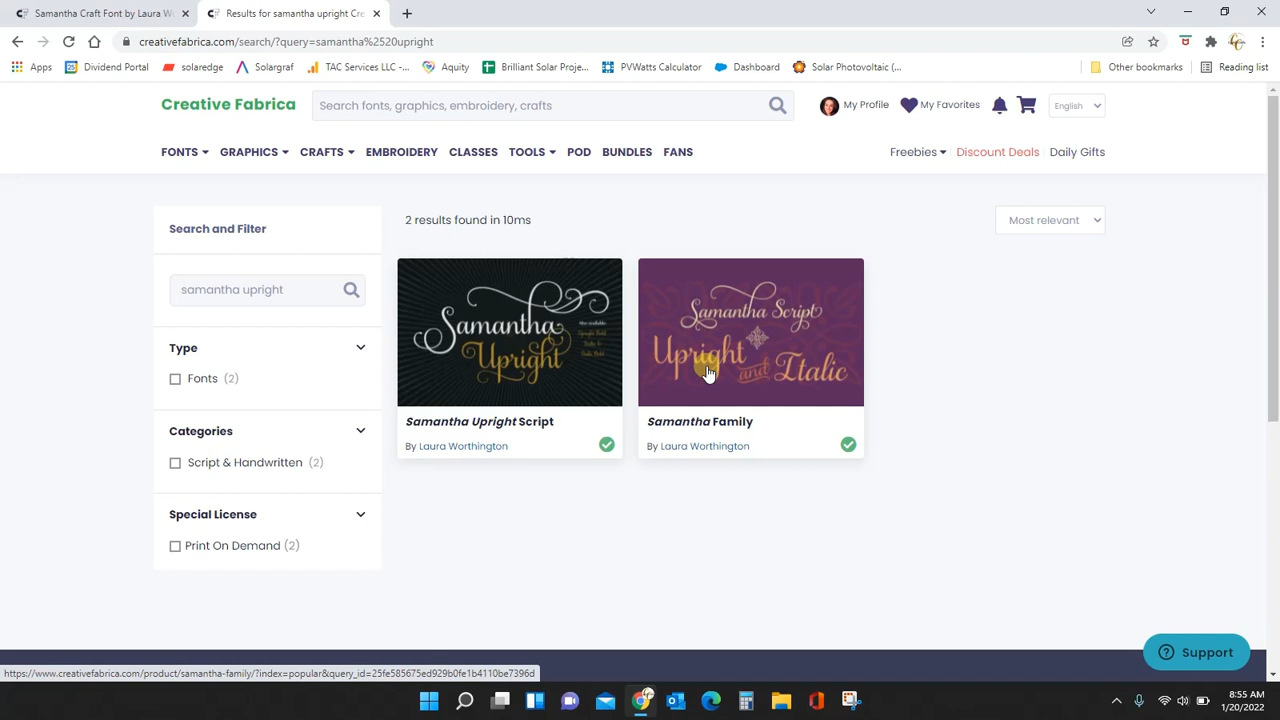 Samantha Craft Font by Laura Wo
Results for samantha upright Cre
creativefabrica.com/search/?query=samantha%2520upright
Apps
Dividend Portal
solaredge
Solargraf
TAC Services LLC -...
Aquity
Brilliant Solar Proje...
PVWatts Calculator
Dashboard
Solar Photovoltaic (...
Other bookmarks
Reading list
Creative Fabrica
Search fonts, graphics, embroidery, crafts
My Profile
My Favorites
English
FONTS
GRAPHICS
CRAFTS
EMBROIDERY
CLASSES
TOOLS
POD
BUNDLES
FANS
Freebies
Discount Deals
Daily Gifts
Search and Filter
2 results found in 10ms
Most relevant
samantha upright
Type
Fonts (2)
Categories
Script & Handwritten (2)
Special License
Print On Demand (2)
Samantha
Upright
Samantha Upright Script
By Laura Worthington
Samantha Script
Upright and Italic
Samantha Family
By Laura Worthington
Support
https://www.creativefabrica.com/product/samantha-family/?index=popular&query_id=25fe585675ed929b0fe1b4110be7396d
8:55 AM
1/20/2022